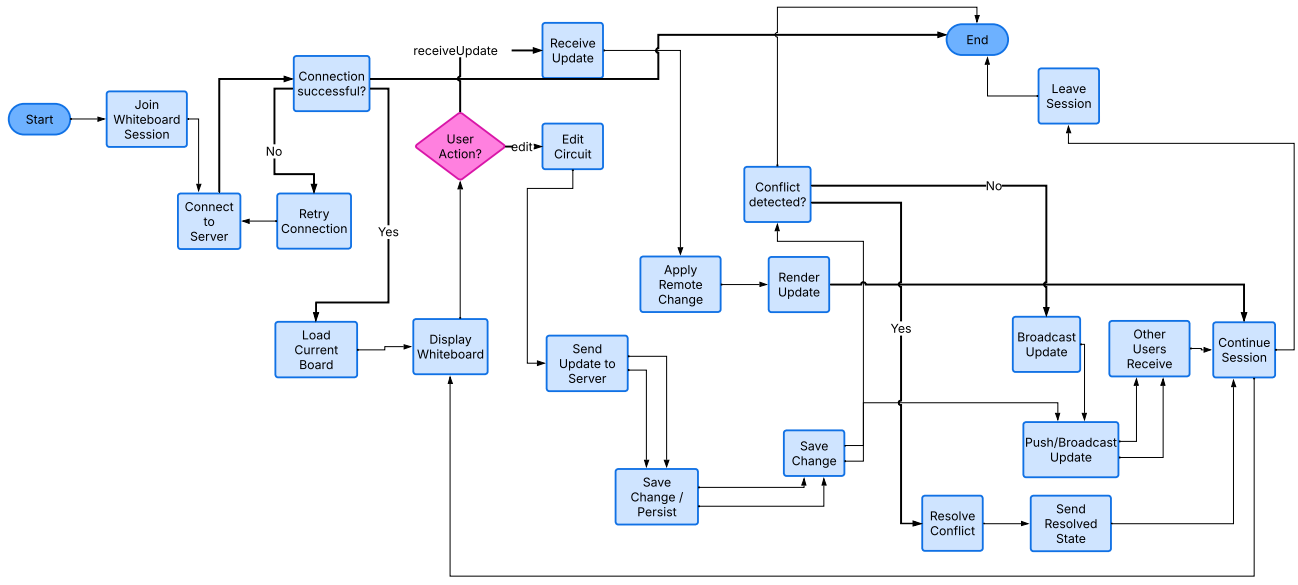 receiveUpdate
Receive
Update
End
Connection
successful?
Leave
Session
Start
Join
Whiteboard
Session
User
Action?
edit
Edit
Circuit
No
Conflict
detected?
No
Connect
to
Server
Retry
Connection
Yes
Apply
Remote
Change
Render
Update
Yes
Load
Current
Board
Display
Whiteboard
Send
Update to
Server
Broadcast
Update
Other
Users
Receive
Continue
Session
Save
Change
Push/Broadcast
Update
Save
Change /
Persist
Resolve
Conflict
Send
Resolved
State